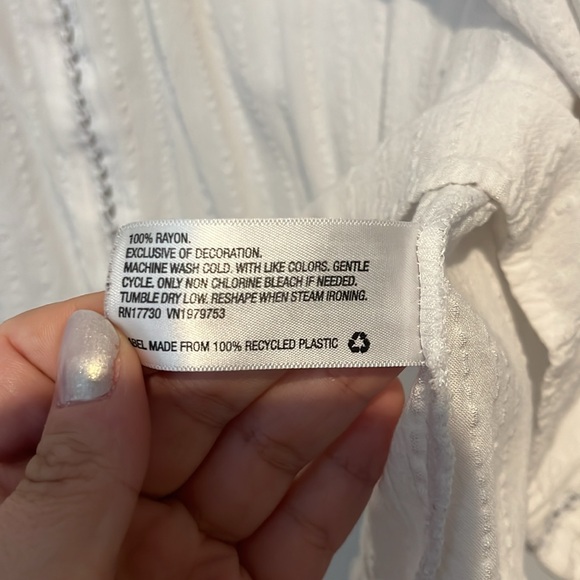 100% RAYON.
EXCLUSIVE OF DECORATION.
MACHINE WASH COLD. WITH LIKE COLORS. GENTLE
CYCLE. ONLY NON CHLORINE BLEACH IF NEEDED.
TUMBLE DRY LOW. RESHAPE WHEN STEAM IRONING.
RN17730 VN1979753
ABEL MADE FROM 100% RECYCLED PLASTIC